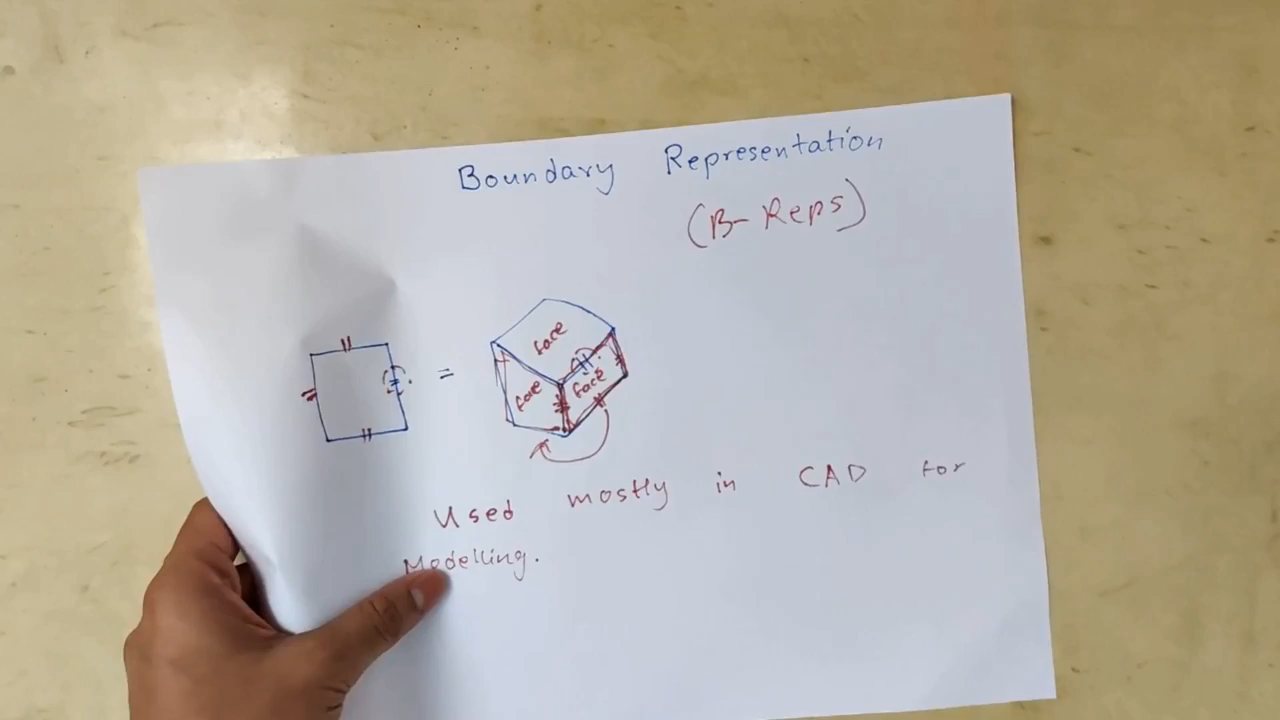 Boundary Representation
(B-Reps)
=
face
face
face
Used mostly in CAD for
Modelling.